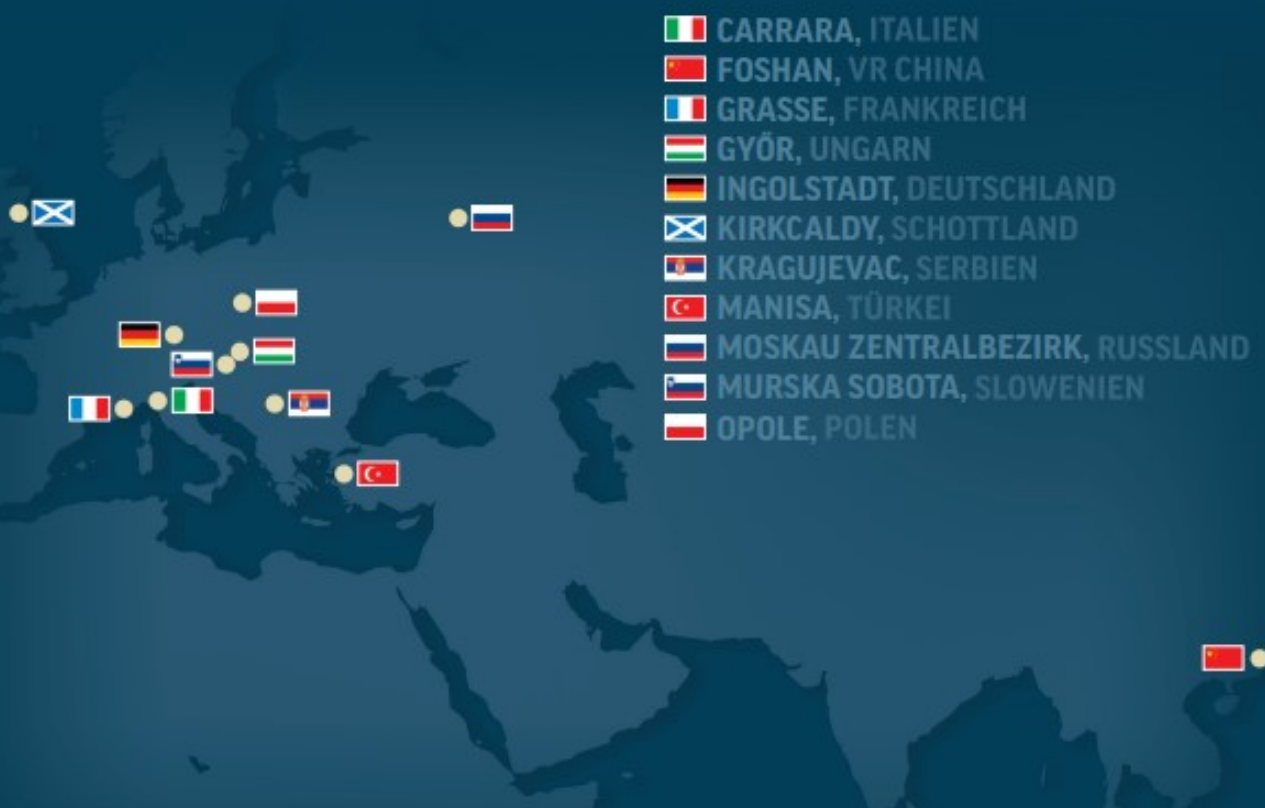 CARRARA, ITALIEN
FOSHAN, VR CHINA
GRASSE, FRANKREICH
GYŐR, UNGARN
INGOLSTADT, DEUTSCHLAND
KIRKCALDY, SCHOTTLAND
KRAGUJEVAC, SERBIEN
MANISA, TÜRKEI
MOSKAU ZENTRALBEZIRK, RUSSLAND
MURSKA SOBOTA, SLOWENIEN
OPOLE, POLEN